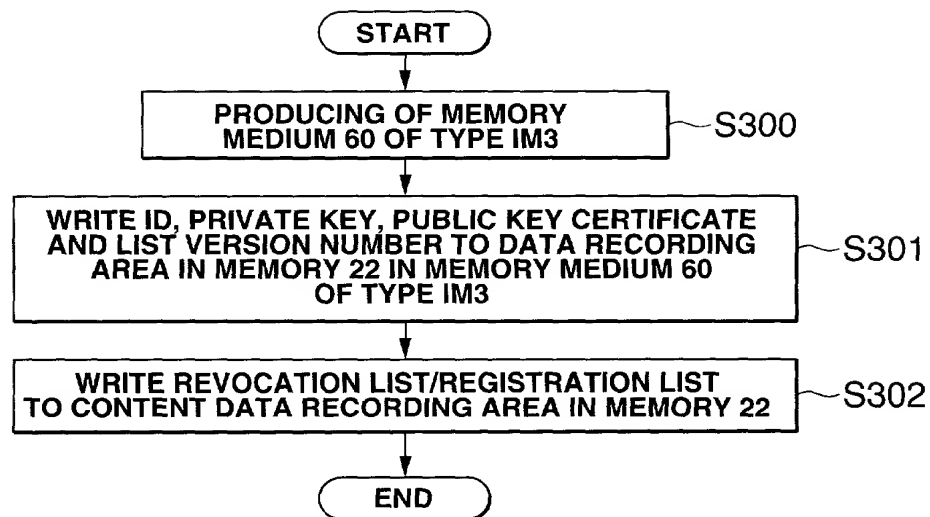 START
PRODUCING OF MEMORY
MEDIUM 60 OF TYPE IM3
S300
WRITE ID, PRIVATE KEY, PUBLIC KEY CERTIFICATE
AND LIST VERSION NUMBER TO DATA RECORDING
AREA IN MEMORY 22 IN MEMORY MEDIUM 60
OF TYPE IM3
S301
WRITE REVOCATION LIST/REGISTRATION LIST
TO CONTENT DATA RECORDING AREA IN MEMORY 22
S302
END